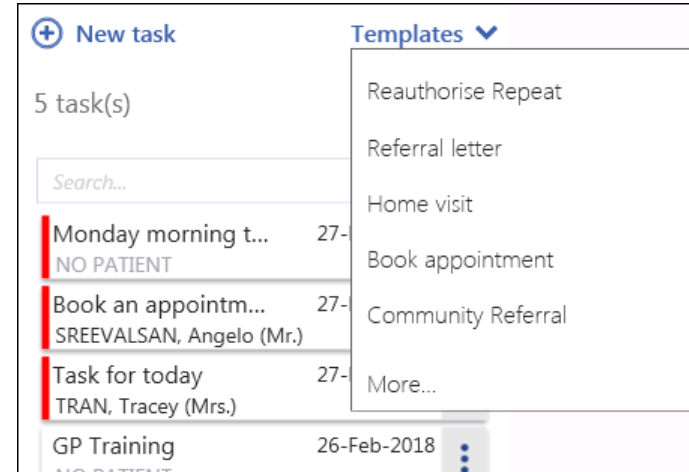 New task
Templates
5 task(s)
Search...
Reauthorise Repeat
Referral letter
Home visit
Book appointment
Community Referral
More...
Monday morning t...
27-
NO PATIENT
Book an appointm...
27-
SREEVALSAN, Angelo (Mr.)
Task for today
27-
TRAN, Tracey (Mrs.)
GP Training
26-Feb-2018
NO PATIENT